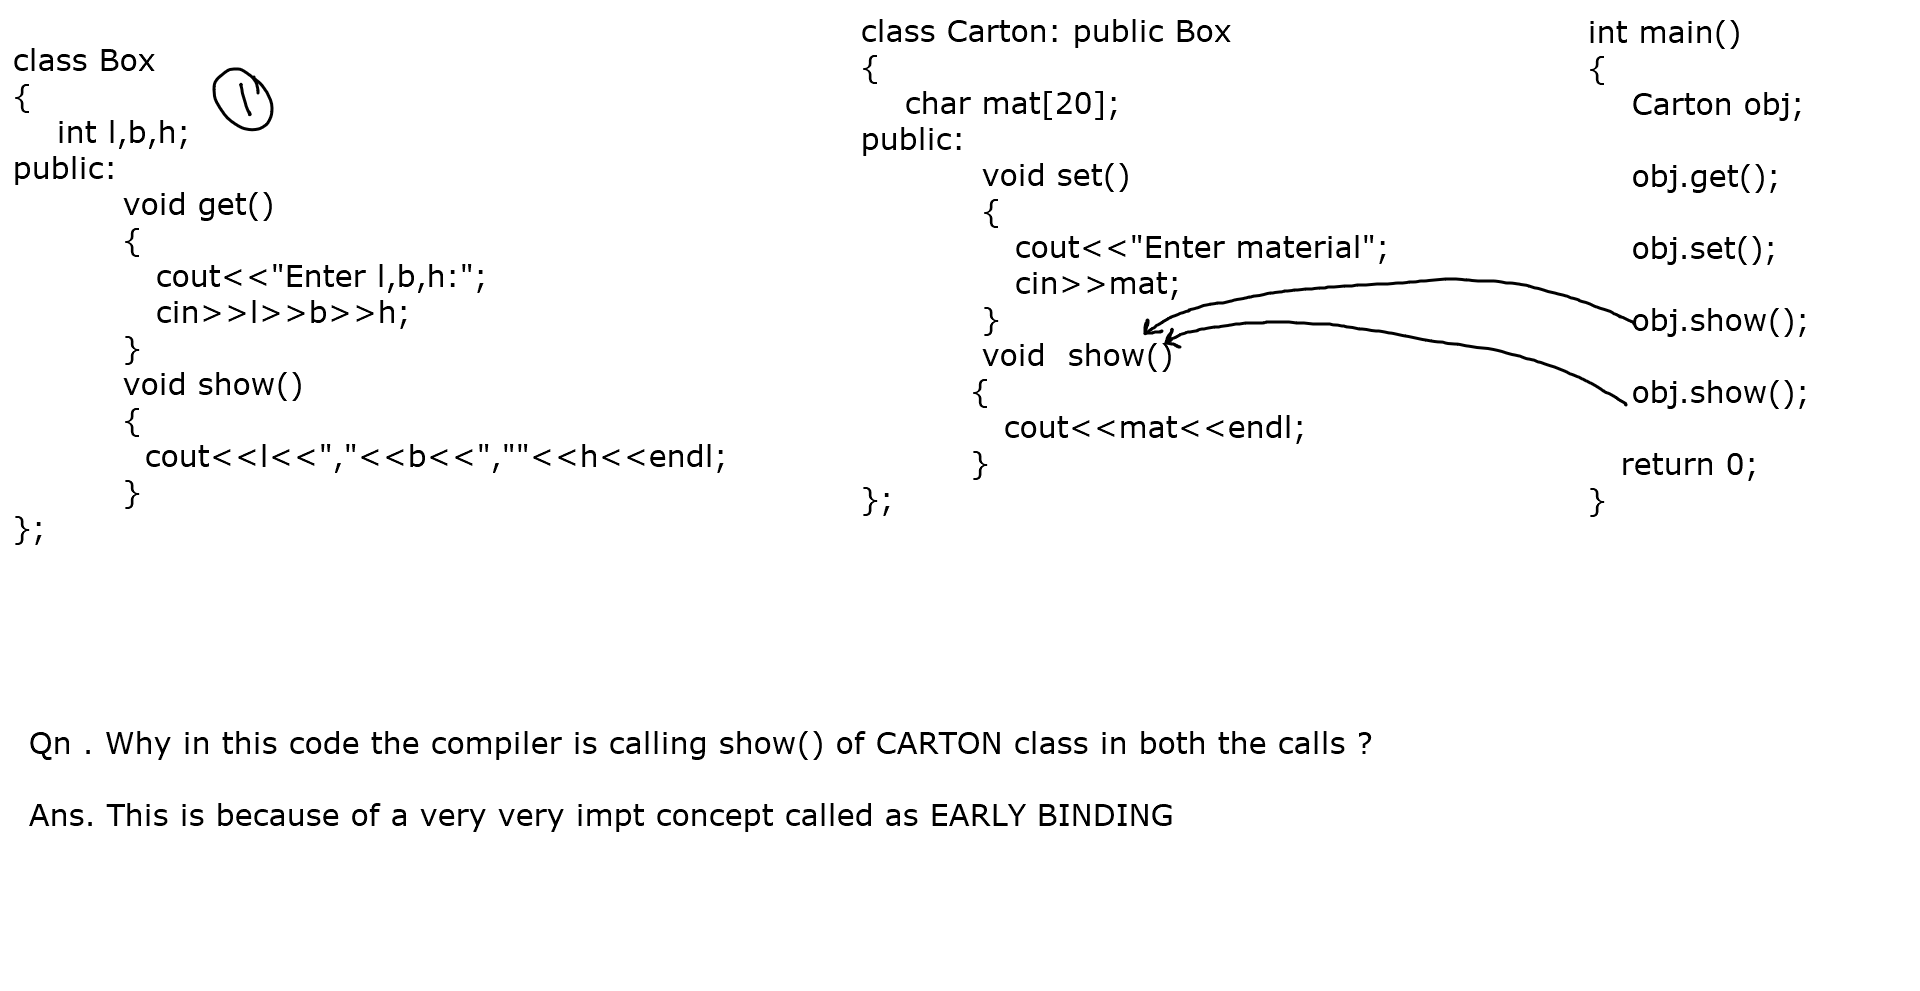 class Box
{
int l,b,h;
public:
void get()
{
cout<<"Enter l,b,h:";
cin>>l>>b>>h;
}
void show()
{
cout<<l<<","<<b<<",""<<h<<endl;
}
};
1
class Carton: public Box
{
char mat[20];
public:
void set()
{
cout<<"Enter material";
cin>>mat;
}
void  show()
{
cout<<mat<<endl;
}
};
int main()
{
Carton obj;
obj.get();
obj.set();
obj.show();
obj.show();
return 0;
}
Qn . Why in this code the compiler is calling show() of CARTON class in both the calls ?
Ans. This is because of a very very impt concept called as EARLY BINDING